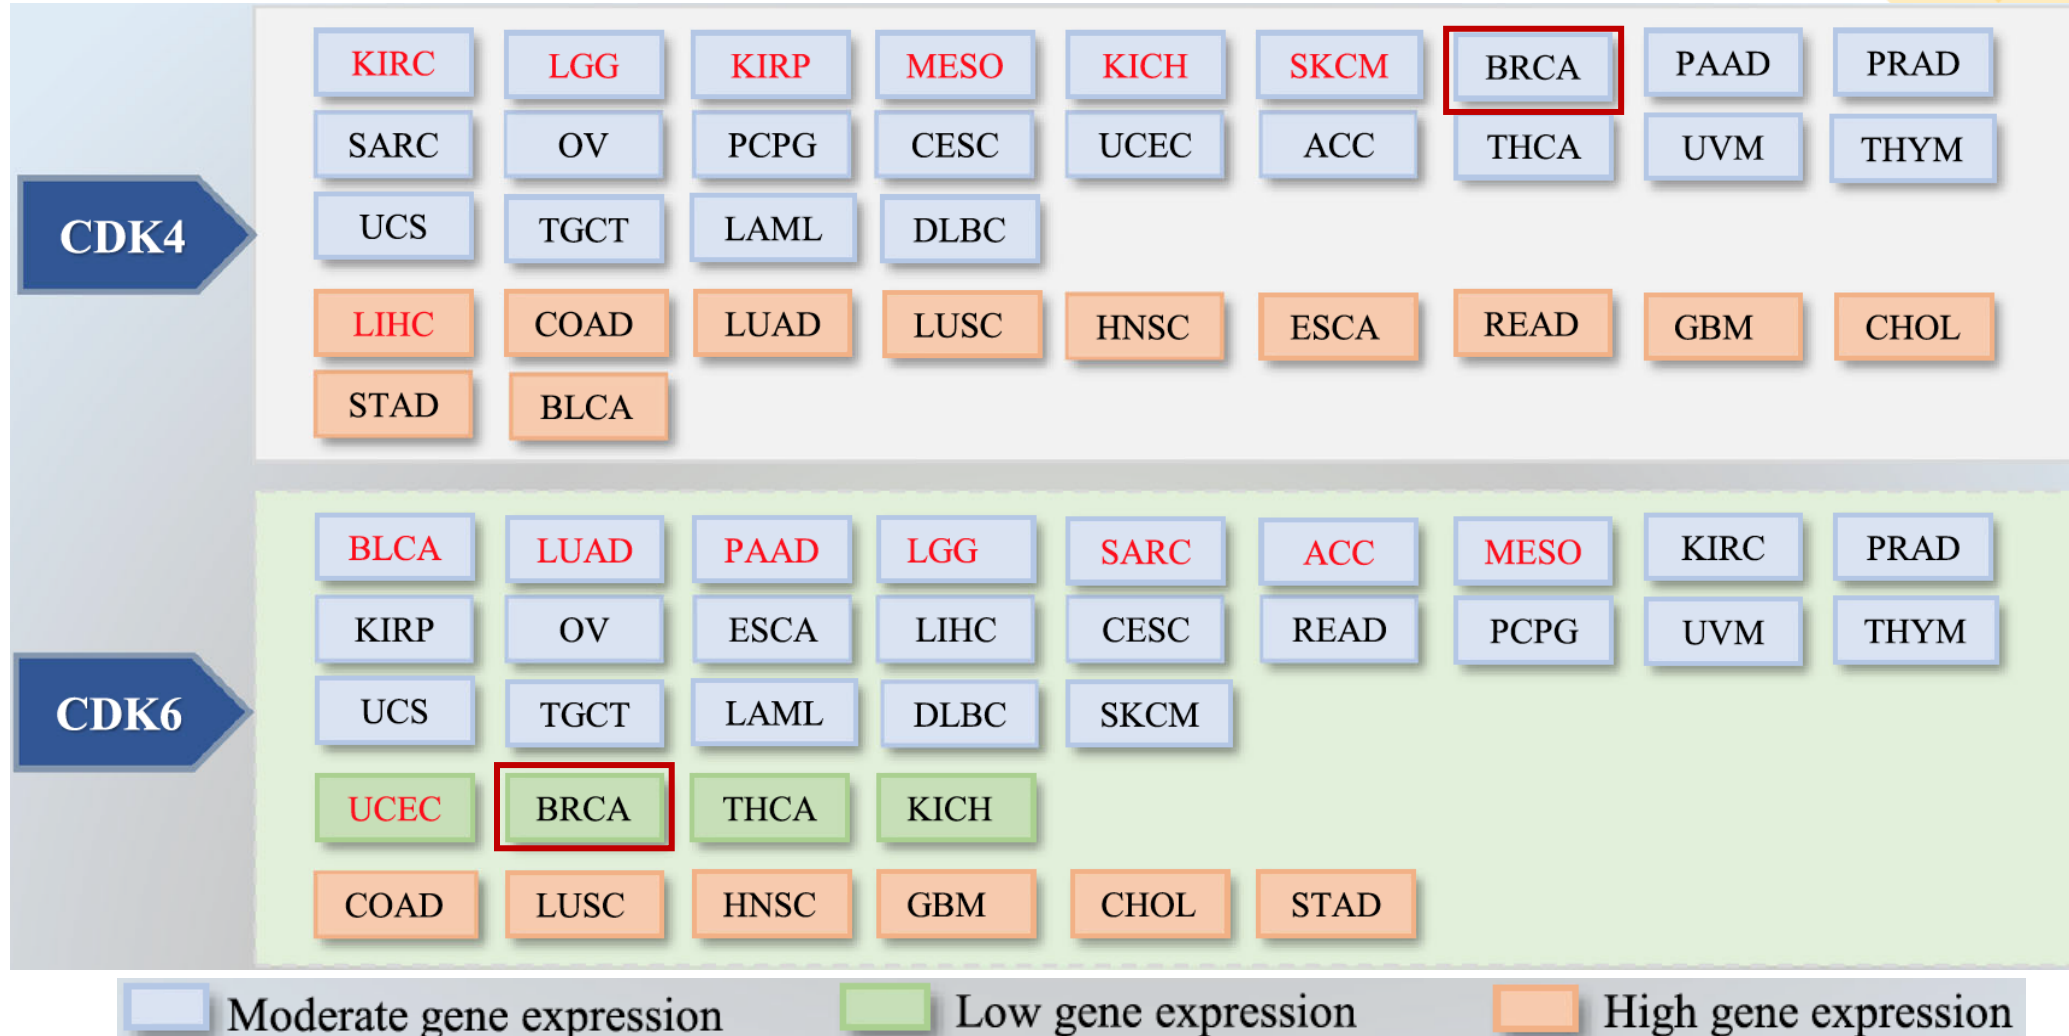 KIRC LGG KIRP MESO KICH SKCM BRCA PAAD PRAD
SARC OV PCPG CESC UCEC ACC THCA UVM THYM
CDK4
UCS TGCT LAML DLBC
LIHC COAD LUAD LUSC HNSC ESCA READ GBM CHOL
STAD BLCA
BLCA LUAD PAAD LGG SARC ACC MESO KIRC PRAD
KIRP OV ESCA LIHC CESC READ PCPG UVM THYM
CDK6
UCS TGCT LAML DLBC SKCM
UCEC BRCA THCA KICH
COAD LUSC HNSC GBM CHOL STAD
Moderate gene expression Low gene expression High gene expression